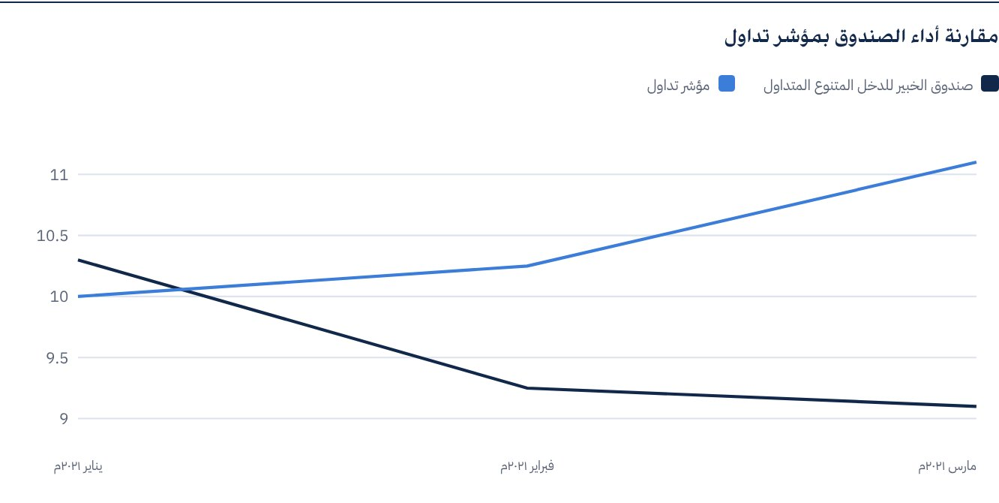 مقارنة أداء الصندوق بمؤشر تداول
صندوق الخبير للدخل المتنوع المتداول
مؤشر تداول
11
10.5
10
9.5
9
يناير ٢٠٢١م
فبراير ٢٠٢١م
مارس ٢٠٢١م